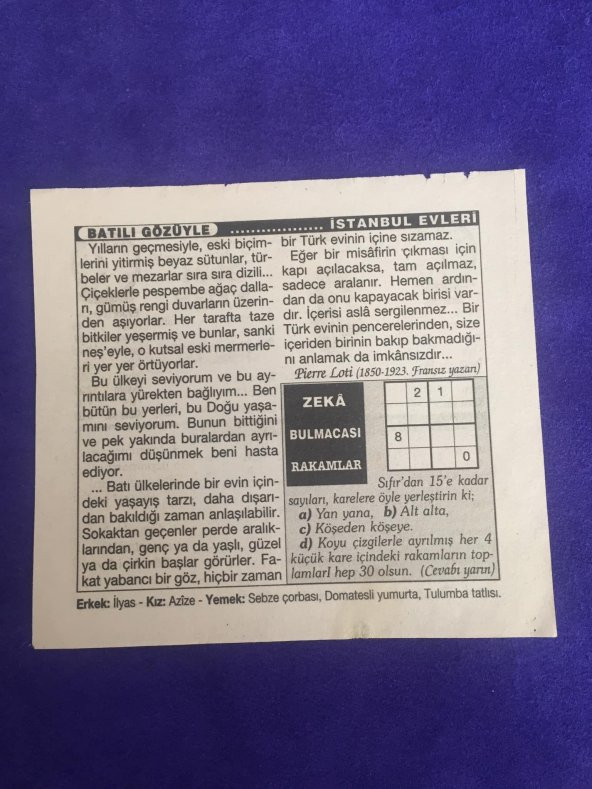 BATILI GÖZÜYLE ..................... İSTANBUL EVLERİ
Yılların geçmesiyle, eski biçim-
lerini yitirmiş beyaz sütunlar, tür-
beler ve mezarlar sıra sıra dizili...
Çiçeklerle pespembe ağaç dalla-
rı, gümüş rengi duvarların üzerin-
den aşıyorlar. Her tarafta taze
bitkiler yeşermiş ve bunlar, sanki
neş'eyle, o kutsal eski mermerle-
ri yer yer örtüyorlar.
Bu ülkeyi seviyorum ve bu ay-
rıntılara yürekten bağlıyım... Ben
bütün bu yerleri, bu Doğu yaşa-
mını seviyorum. Bunun bittiğini
ve pek yakında buralardan ayrı-
lacağımı düşünmek beni hasta
ediyor.
... Batı ülkelerinde bir evin için-
deki yaşayış tarzı, daha dışarı-
dan bakıldığı zaman anlaşılabilir.
Sokaktan geçenler perde aralık-
larından, genç ya da yaşlı, güzel
ya da çirkin başlar görürler. Fa-
kat yabancı bir göz, hiçbir zaman
bir Türk evinin içine sızamaz.
Eğer bir misafirin çıkması için
kapı açılacaksa, tam açılmaz,
sadece aralanır. Hemen ardın-
dan da onu kapayacak birisi var-
dır. İçerisi aslâ sergilenmez... Bir
Türk evinin pencerelerinden, size
içeriden birinin bakıp bakmadığı-
nı anlamak da imkânsızdır...
Pierre Loti (1850-1923. Fransız yazarı)
ZEKÂ
BULMACASI
RAKAMLAR
2 1
8
0
Sıfır'dan 15'e kadar
sayıları, karelere öyle yerleştirin ki;
a) Yan yana, b) Alt alta,
c) Köşeden köşeye.
d) Koyu çizgilerle ayrılmış her 4
küçük kare içindeki rakamların top-
lamlarI hep 30 olsun. (Cevabı yarın)
Erkek: İlyas - Kız: Azîze - Yemek: Sebze çorbası, Domatesli yumurta, Tulumba tatlısı.